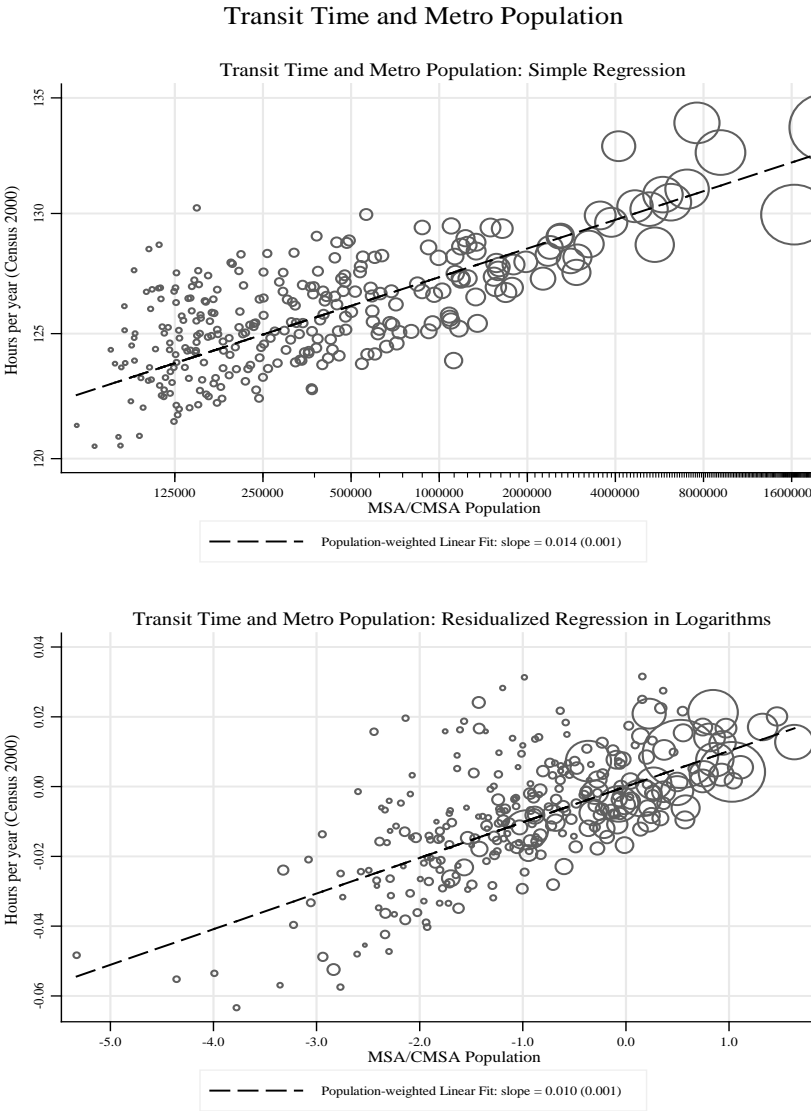 Transit Time and Metro Population
Transit Time and Metro Population: Simple Regression
Hours per year (Census 2000)
135
130
125
120
125000 250000 500000 1000000 2000000 4000000 8000000 1600000
MSA/CMSA Population
Population-weighted Linear Fit: slope = 0.014 (0.001)
Transit Time and Metro Population: Residualized Regression in Logarithms
Hours per year (Census 2000)
0.04
0.02
0.00
-0.02
-0.04
-0.06
-5.0 -4.0 -3.0 -2.0 -1.0 0.0 1.0
MSA/CMSA Population
Population-weighted Linear Fit: slope = 0.010 (0.001)